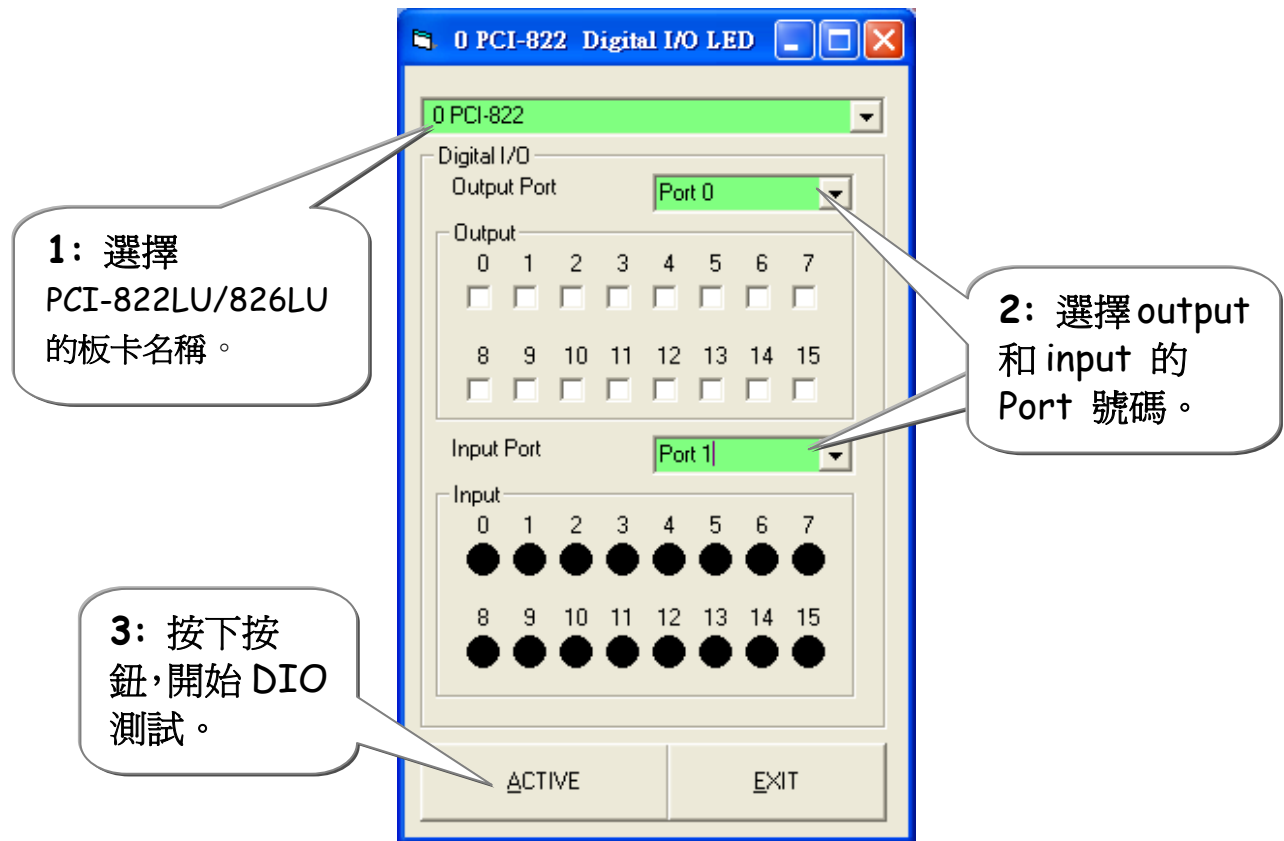 0 PCI-822 Digital I/O LED
0 PCI-822
Digital I/O
Output Port
Port 0
Output
0 1 2 3 4 5 6 7
8 9 10 11 12 13 14 15
Input Port
Port 1
Input
0 1 2 3 4 5 6 7
8 9 10 11 12 13 14 15
ACTIVE
EXIT
1: 選擇
PCI-822LU/826LU
的板卡名稱。
2: 選擇 output
和 input 的
Port 號碼。
3: 按下按
鈕，開始 DIO
測試。